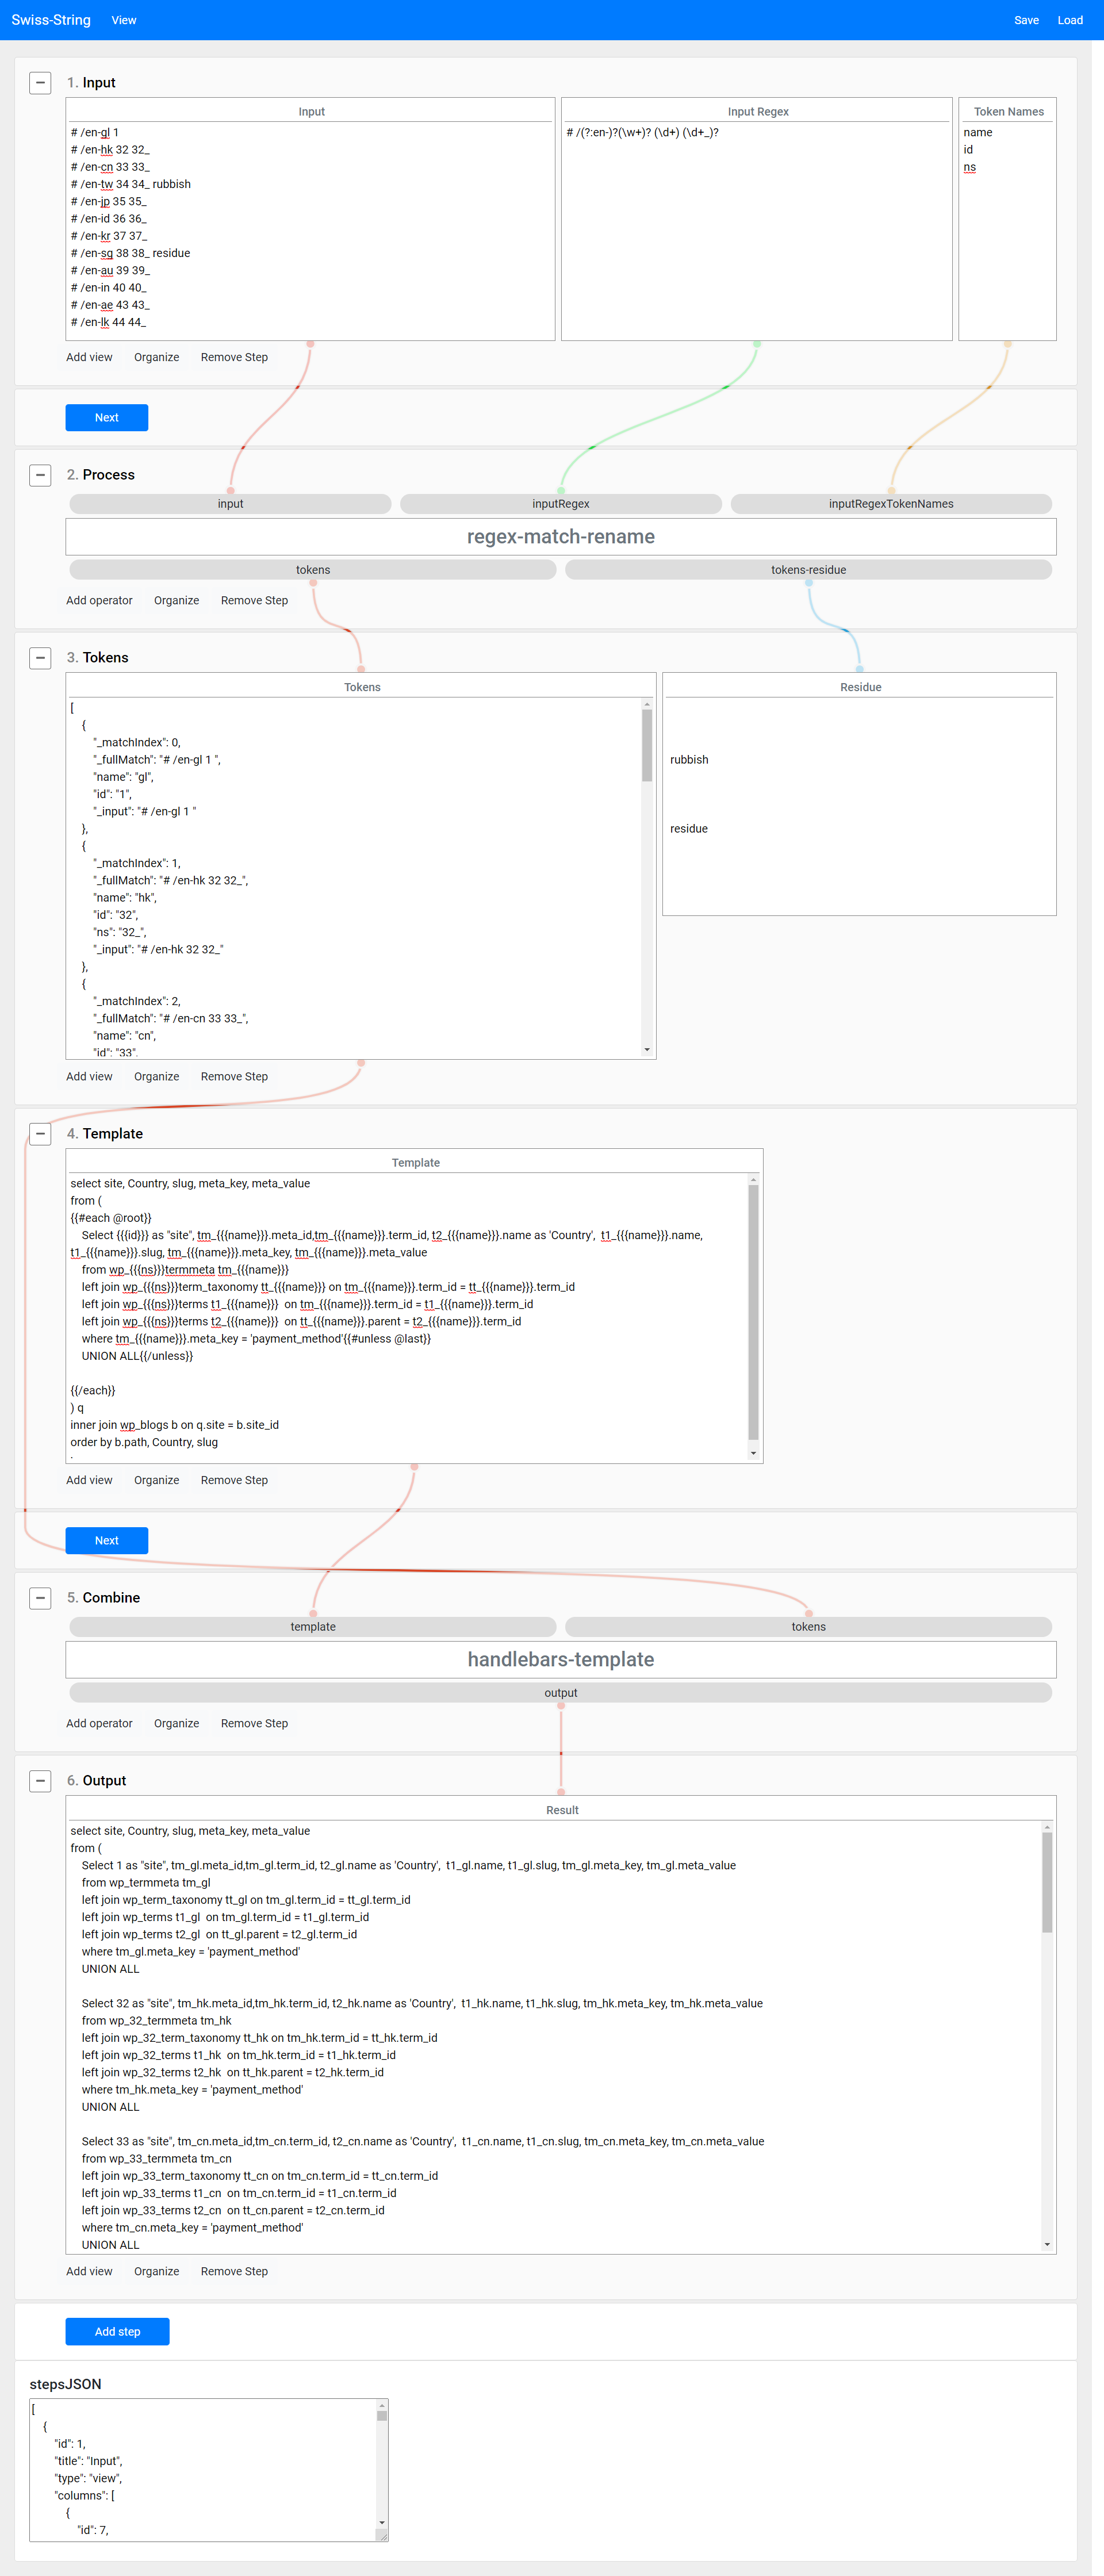 Swiss-String View Save Load
1. Input
Input Input Regex Token Names
# /en-gl 1 # /(?:en-)?(\w+)? (\d+) (\d+_)? name
# /en-hk 32 32_ id
# /en-cn 33 33_ ns
# /en-tw 34 34_ rubbish
# /en-jp 35 35_
# /en-id 36 36_
# /en-kr 37 37_
# /en-sg 38 38_ residue
# /en-au 39 39_
# /en-in 40 40_
# /en-ae 43 43_
# /en-lk 44 44_
Add view Organize Remove Step
Next
2. Process
input inputRegex inputRegexTokenNames
regex-match-rename
tokens tokens-residue
Add operator Organize Remove Step
3. Tokens
Tokens Residue
[
{
"_matchIndex": 0,
"_fullMatch": "# /en-gl 1 ", rubbish
"name": "gl",
"id": "1",
"_input": "# /en-gl 1 "
}, residue
{
"_matchIndex": 1,
"_fullMatch": "# /en-hk 32 32_",
"name": "hk",
"id": "32",
"ns": "32_",
"_input": "# /en-hk 32 32_"
},
{
"_matchIndex": 2,
"_fullMatch": "# /en-cn 33 33_",
"name": "cn",
"id": "33",
Add view Organize Remove Step
4. Template
Template
select site, Country, slug, meta_key, meta_value
from (
{{#each @root}}
Select {{{id}}} as "site", tm_{{{name}}}.meta_id,tm_{{{name}}}.term_id, t2_{{{name}}}.name as 'Country',  t1_{{{name}}}.name,
t1_{{{name}}}.slug, tm_{{{name}}}.meta_key, tm_{{{name}}}.meta_value
from wp_{{{ns}}}termmeta tm_{{{name}}}
left join wp_{{{ns}}}term_taxonomy tt_{{{name}}} on tm_{{{name}}}.term_id = tt_{{{name}}}.term_id
left join wp_{{{ns}}}terms t1_{{{name}}}  on tm_{{{name}}}.term_id = t1_{{{name}}}.term_id
left join wp_{{{ns}}}terms t2_{{{name}}}  on tt_{{{name}}}.parent = t2_{{{name}}}.term_id
where tm_{{{name}}}.meta_key = 'payment_method'{{#unless @last}}
UNION ALL{{/unless}}
{{/each}}
) q
inner join wp_blogs b on q.site = b.site_id
order by b.path, Country, slug
Add view Organize Remove Step
Next
5. Combine
template tokens
handlebars-template
output
Add operator Organize Remove Step
6. Output
Result
select site, Country, slug, meta_key, meta_value
from (
Select 1 as "site", tm_gl.meta_id,tm_gl.term_id, t2_gl.name as 'Country',  t1_gl.name, t1_gl.slug, tm_gl.meta_key, tm_gl.meta_value
from wp_termmeta tm_gl
left join wp_term_taxonomy tt_gl on tm_gl.term_id = tt_gl.term_id
left join wp_terms t1_gl  on tm_gl.term_id = t1_gl.term_id
left join wp_terms t2_gl  on tt_gl.parent = t2_gl.term_id
where tm_gl.meta_key = 'payment_method'
UNION ALL
Select 32 as "site", tm_hk.meta_id,tm_hk.term_id, t2_hk.name as 'Country',  t1_hk.name, t1_hk.slug, tm_hk.meta_key, tm_hk.meta_value
from wp_32_termmeta tm_hk
left join wp_32_term_taxonomy tt_hk on tm_hk.term_id = tt_hk.term_id
left join wp_32_terms t1_hk  on tm_hk.term_id = t1_hk.term_id
left join wp_32_terms t2_hk  on tt_hk.parent = t2_hk.term_id
where tm_hk.meta_key = 'payment_method'
UNION ALL
Select 33 as "site", tm_cn.meta_id,tm_cn.term_id, t2_cn.name as 'Country',  t1_cn.name, t1_cn.slug, tm_cn.meta_key, tm_cn.meta_value
from wp_33_termmeta tm_cn
left join wp_33_term_taxonomy tt_cn on tm_cn.term_id = tt_cn.term_id
left join wp_33_terms t1_cn  on tm_cn.term_id = t1_cn.term_id
left join wp_33_terms t2_cn  on tt_cn.parent = t2_cn.term_id
where tm_cn.meta_key = 'payment_method'
UNION ALL
Add view Organize Remove Step
Add step
stepsJSON
[
{
"id": 1,
"title": "Input",
"type": "view",
"columns": [
{
"id": 7,